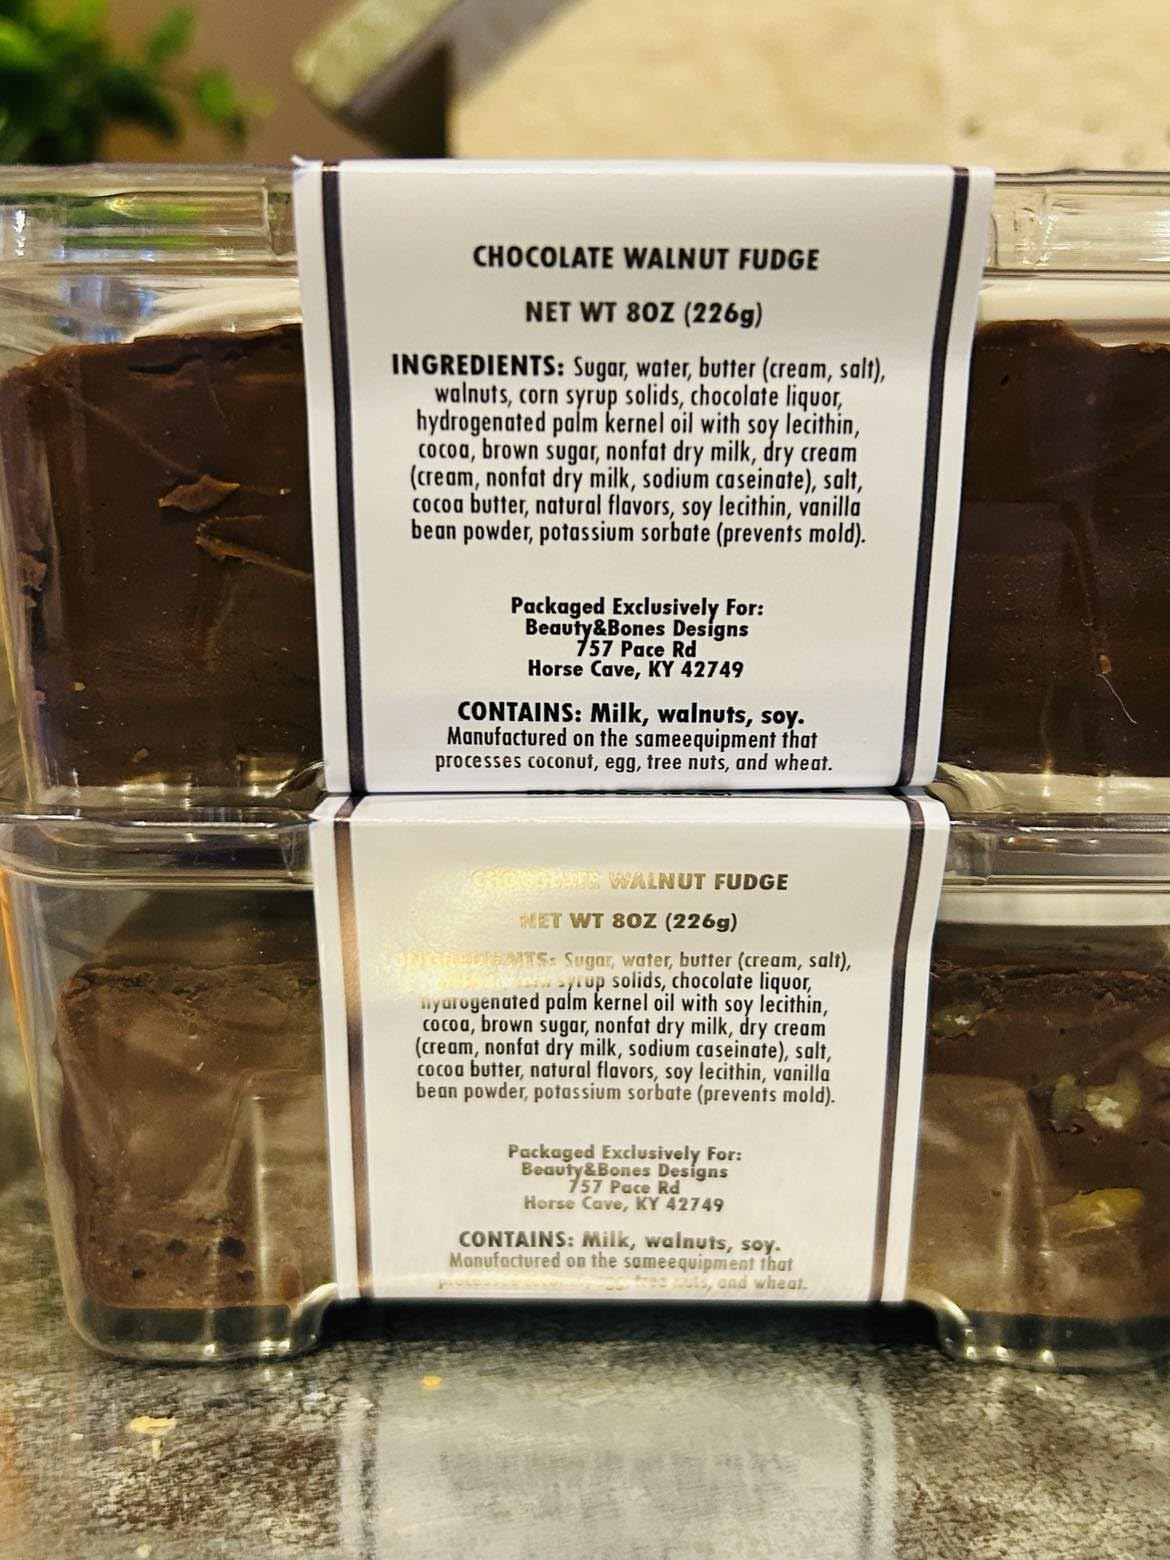 CHOCOLATE WALNUT FUDGE
NET WT 8OZ (226g)
INGREDIENTS: Sugar, water, butter (cream, salt),
walnuts, corn syrup solids, chocolate liquor,
hydrogenated palm kernel oil with soy lecithin,
cocoa, brown sugar, nonfat dry milk, dry cream
(cream, nonfat dry milk, sodium caseinate), salt,
cocoa butter, natural flavors, soy lecithin, vanilla
bean powder, potassium sorbate (prevents mold).
Packaged Exclusively For:
Beauty&Bones Designs
757 Pace Rd
Horse Cave, KY 42749
CONTAINS: Milk, walnuts, soy.
Manufactured on the sameequipment that
processes coconut, egg, tree nuts, and wheat.
CHOCOLATE WALNUT FUDGE
NET WT 8OZ (226g)
INGREDIENTS: Sugar, water, butter (cream, salt),
syrup solids, chocolate liquor,
hydrogenated palm kernel oil with soy lecithin,
cocoa, brown sugar, nonfat dry milk, dry cream
(cream, nonfat dry milk, sodium caseinate), salt,
cocoa butter, natural flavors, soy lecithin, vanilla
bean powder, potassium sorbate (prevents mold).
Packaged Exclusively For:
Beauty&Bones Designs
757 Pace Rd
Horse Cave, KY 42749
CONTAINS: Milk, walnuts, soy.
Manufactured on the sameequipment that
egg, tree nuts, and wheat.